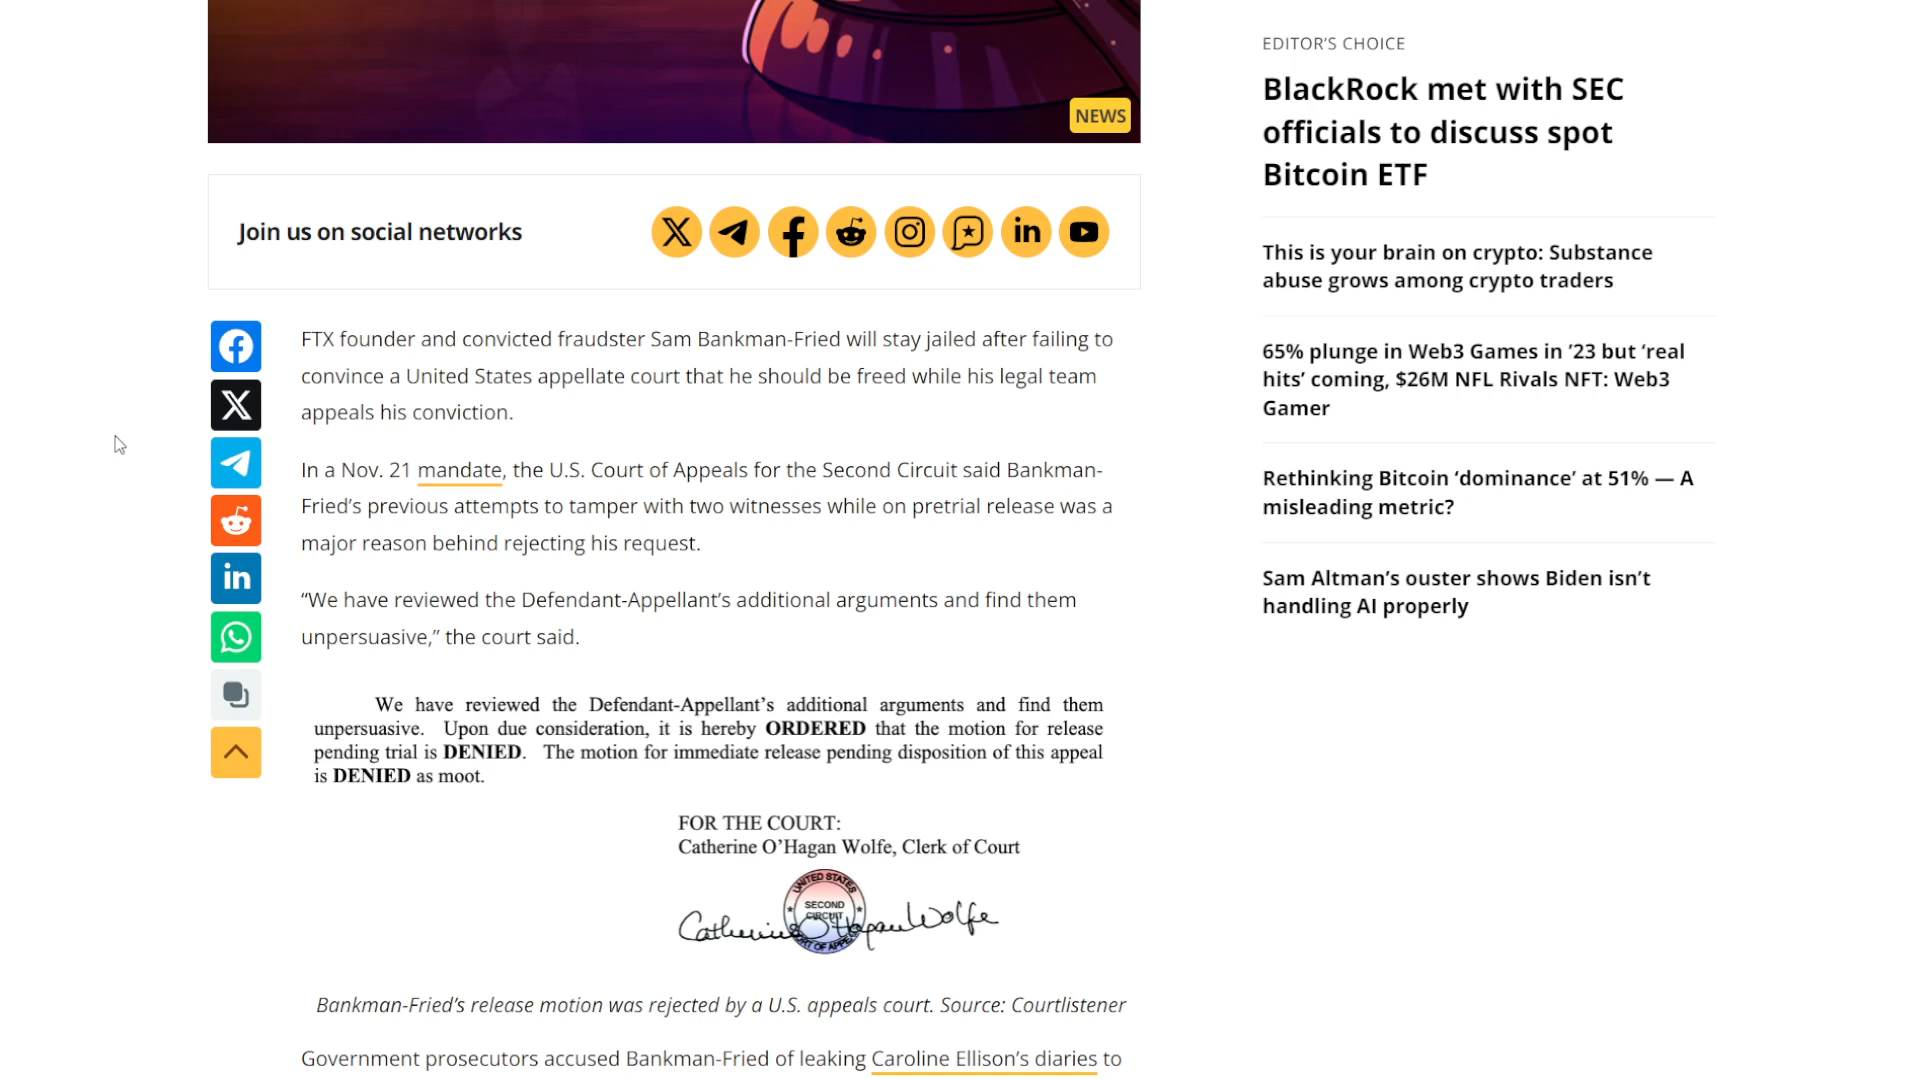 NEWS
Join us on social networks
FTX founder and convicted fraudster Sam Bankman-Fried will stay jailed after failing to
convince a United States appellate court that he should be freed while his legal team
appeals his conviction.
In a Nov. 21 mandate, the U.S. Court of Appeals for the Second Circuit said Bankman-
Fried’s previous attempts to tamper with two witnesses while on pretrial release was a
major reason behind rejecting his request.
“We have reviewed the Defendant-Appellant’s additional arguments and find them
unpersuasive,” the court said.
We have reviewed the Defendant-Appellant’s additional arguments and find them
unpersuasive. Upon due consideration, it is hereby ORDERED that the motion for release
pending trial is DENIED. The motion for immediate release pending disposition of this appeal
is DENIED as moot.
FOR THE COURT:
Catherine O’Hagan Wolfe, Clerk of Court
UNITED STATES
SECOND
CIRCUIT
COURT OF APPEALS
Catherine O’Hagan Wolfe
Bankman-Fried’s release motion was rejected by a U.S. appeals court. Source: Courtlistener
Government prosecutors accused Bankman-Fried of leaking Caroline Ellison’s diaries to
EDITOR’S CHOICE
BlackRock met with SEC
officials to discuss spot
Bitcoin ETF
This is your brain on crypto: Substance
abuse grows among crypto traders
65% plunge in Web3 Games in ’23 but ‘real
hits’ coming, $26M NFL Rivals NFT: Web3
Gamer
Rethinking Bitcoin ‘dominance’ at 51% — A
misleading metric?
Sam Altman’s ouster shows Biden isn’t
handling AI properly